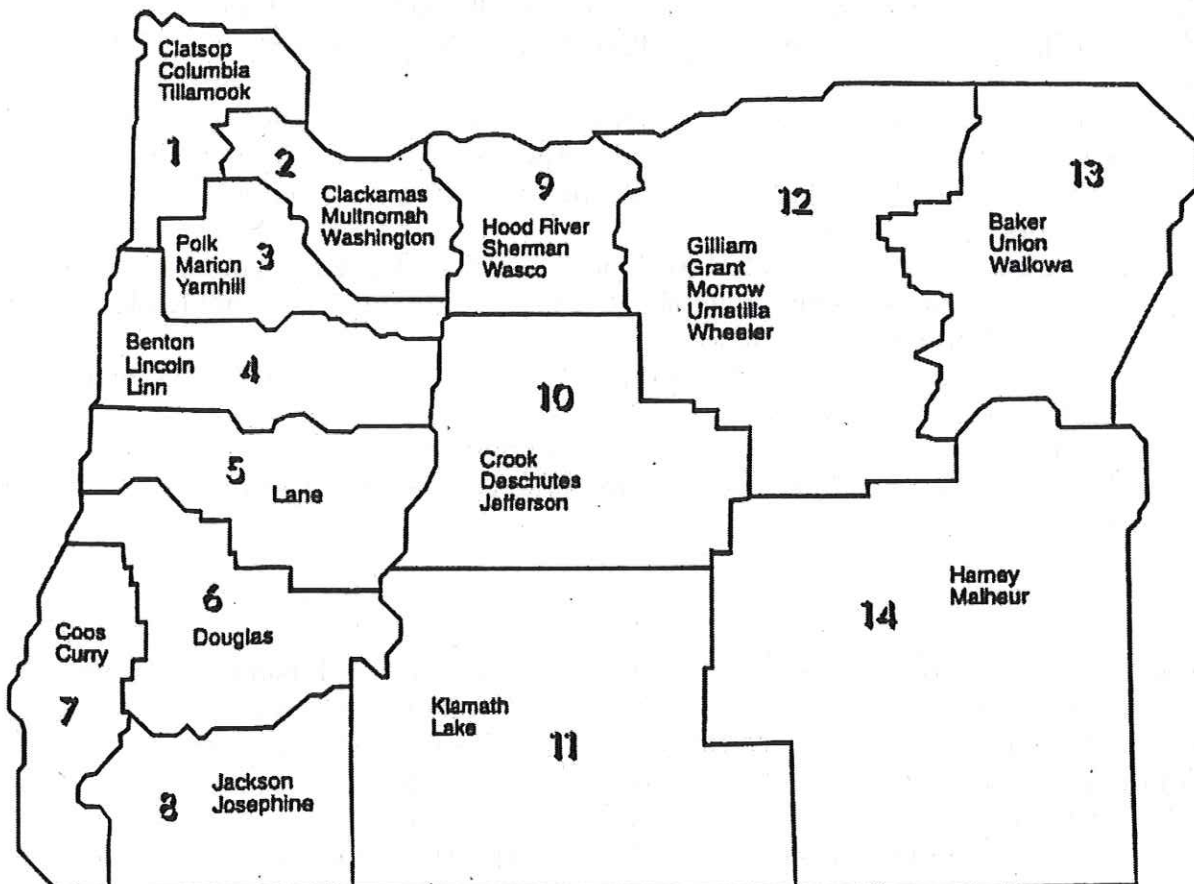 Clatsop
Columbia
Tillamook
1
2
Clackamas
Multnomah
Washington
3
Polk
Marion
Yamhill
Benton
Lincoln
Linn
4
5
Lane
6
Douglas
Coos
Curry
7
8
Jackson
Josephine
9
Hood River
Sherman
Wasco
10
Crook
Deschutes
Jefferson
Klamath
Lake
11
12
Gilliam
Grant
Morrow
Umatilla
Wheeler
13
Baker
Union
Wallowa
Harney
Malheur
14